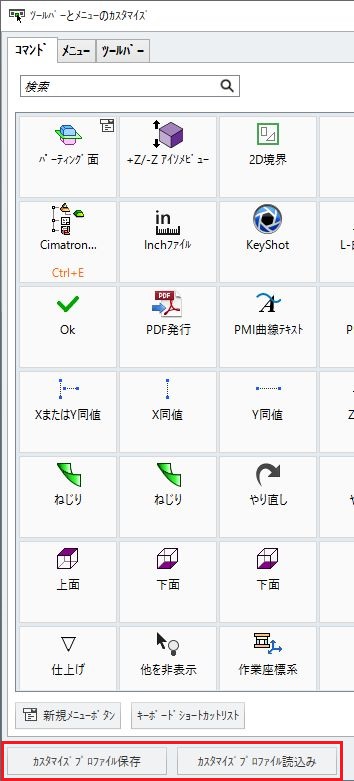 ﾂｰﾙﾊﾞｰとﾒﾆｭｰのｶｽﾀﾏｲｽﾞ
ｺﾏﾝﾄﾞ ﾒﾆｭｰ ﾂｰﾙﾊﾞｰ
検索
ﾊﾟｰﾃｨﾝｸﾞ面 +Z/-Z ｱｲｿﾒﾋﾞｭｰ 2D境界
Cimatron... Inchﾌｧｲﾙ KeyShot
Ctrl+E
Ok PDF発行 PMI曲線ﾃｷｽﾄ
XまたはY同値 X同値 Y同値
ねじり ねじり やり直し
上面 下面 下面
仕上げ 他を非表示 作業座標系
新規ﾒﾆｭｰﾎﾞﾀﾝ ｷｰﾎﾞｰﾄﾞｼｮｰﾄｶｯﾄﾘｽﾄ
ｶｽﾀﾏｲｽﾞ ﾌﾟﾛﾌｧｲﾙ保存 ｶｽﾀﾏｲｽﾞ ﾌﾟﾛﾌｧｲﾙ読込み